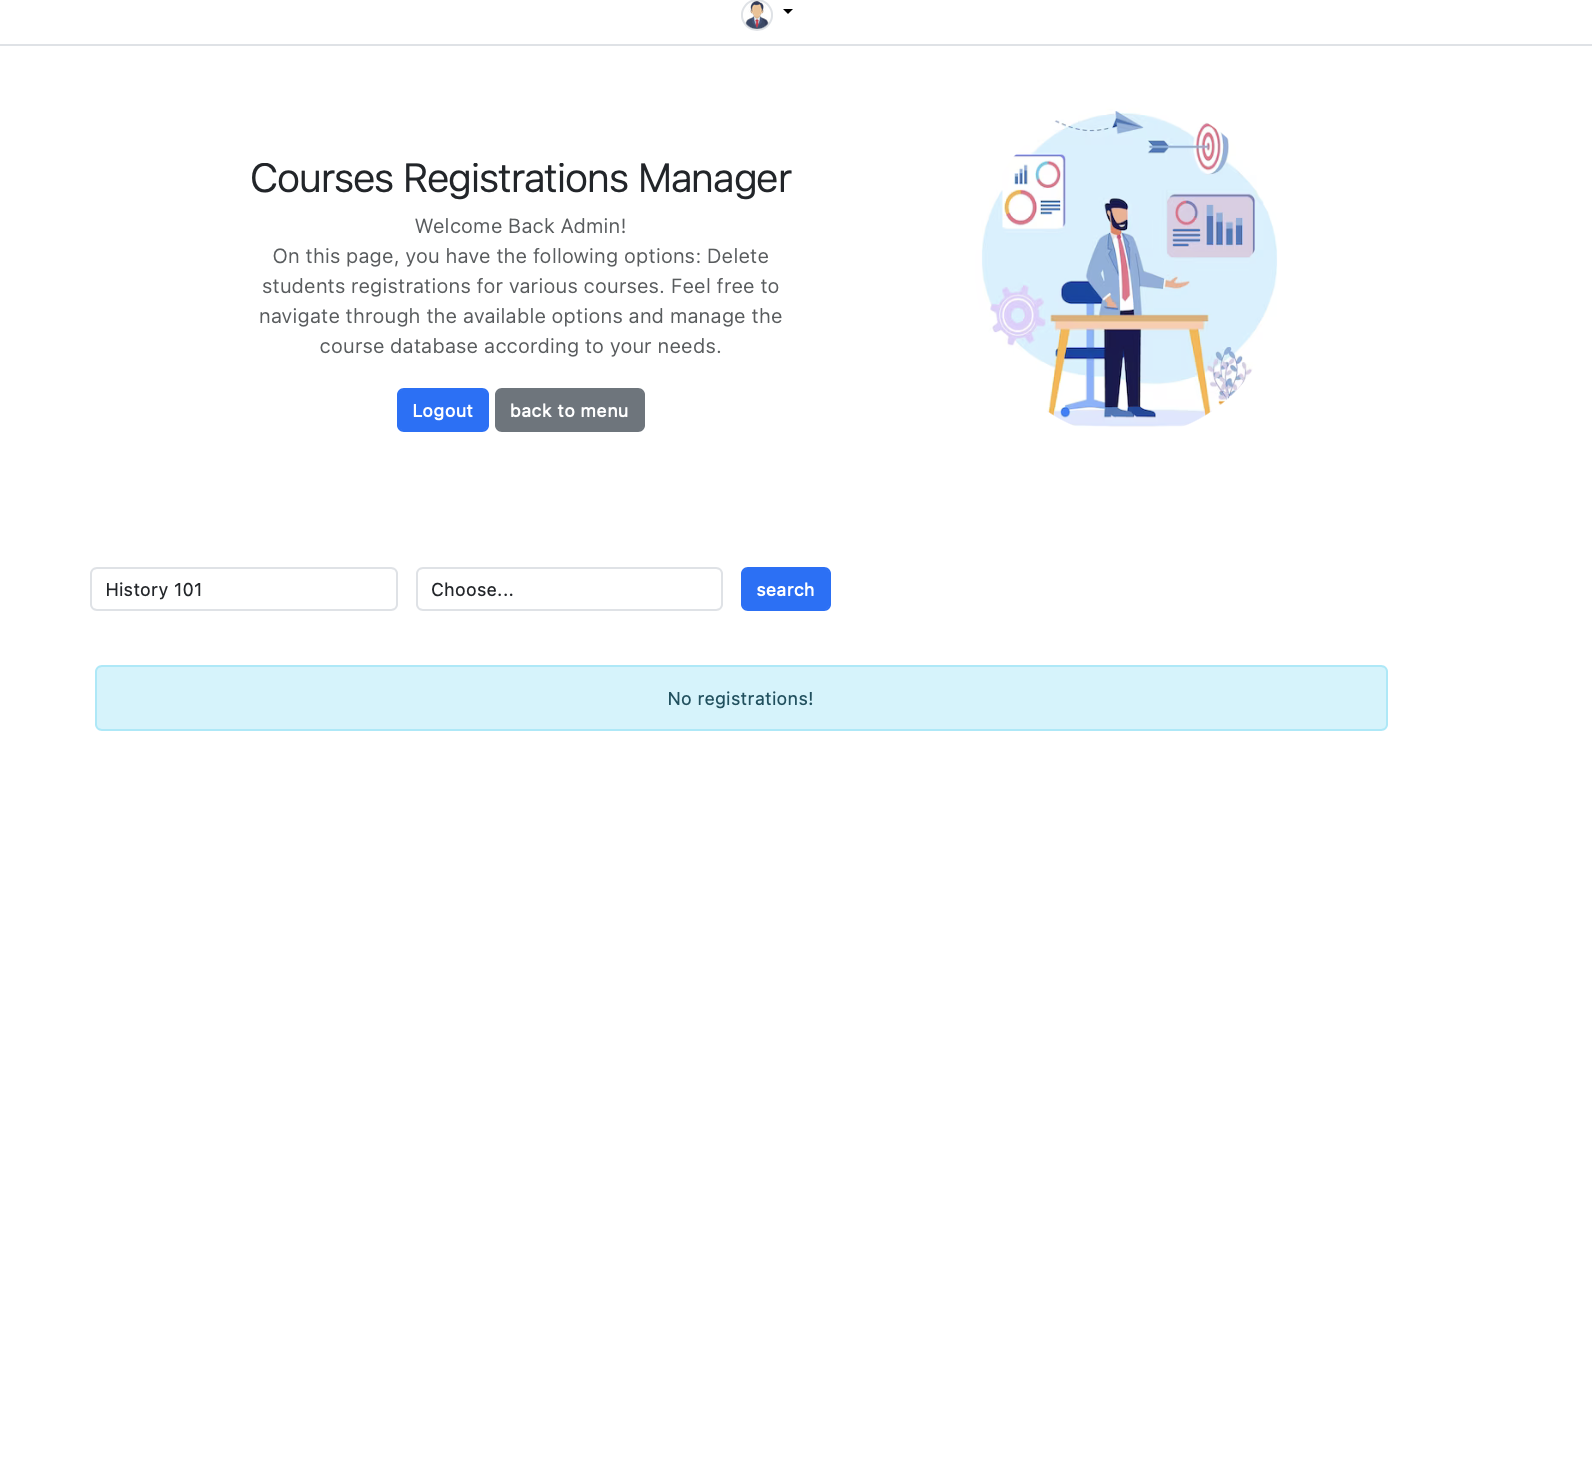 Courses Registrations Manager
Welcome Back Admin!
On this page, you have the following options: Delete
students registrations for various courses. Feel free to
navigate through the available options and manage the
course database according to your needs.
Logout back to menu
History 101 Choose... search
No registrations!